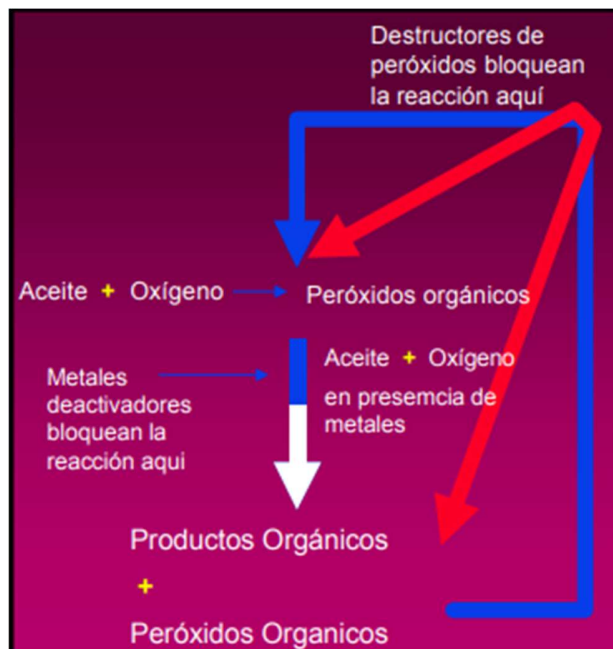 Destructores de
peróxidos bloquean
la reacción aquí
Aceite + Oxígeno
Peróxidos orgánicos
Metales
deactivadores
bloquean la
reacción aqui
Aceite + Oxígeno
en presemcia de
metales
Productos Orgánicos
+
Peróxidos Organicos